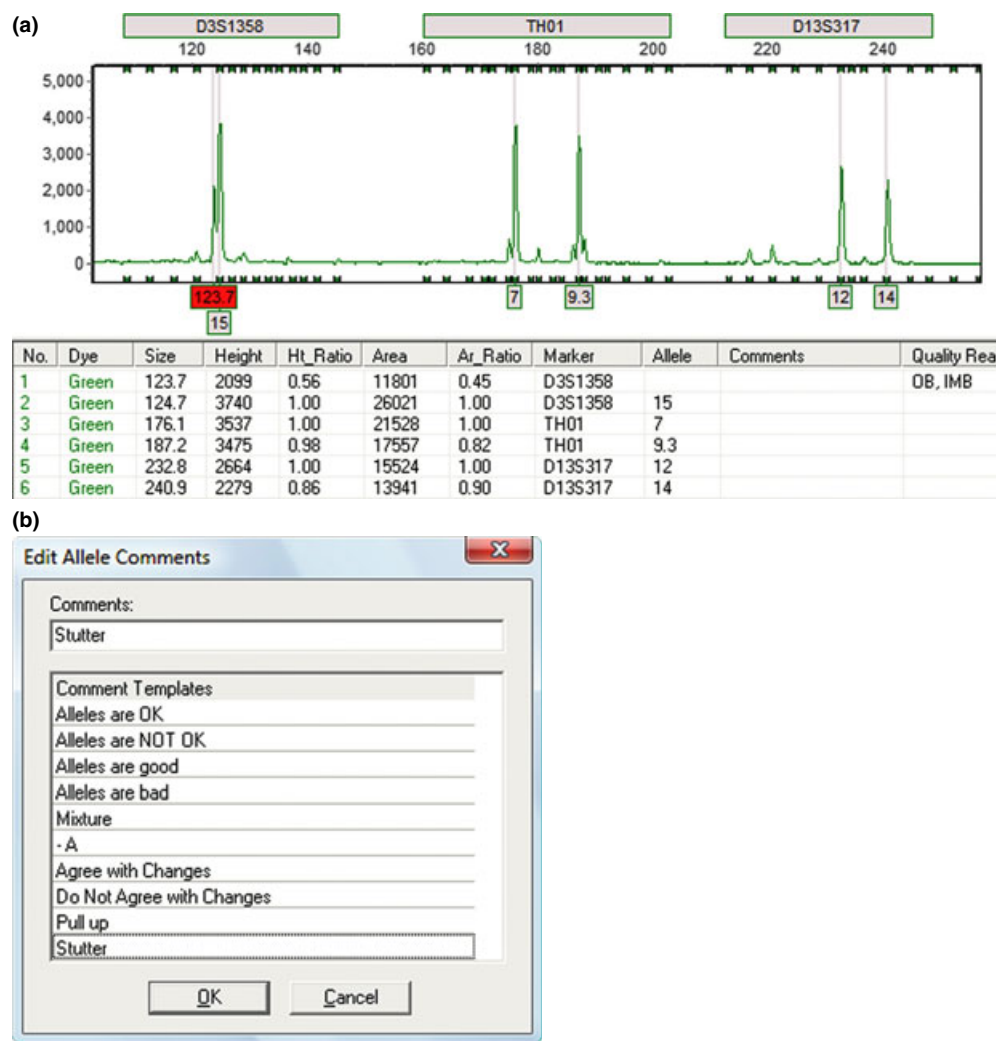 (a)
D3S1358 TH01 D13S317
120 140 160 180 200 220 240
5,000
4,000
3,000
2,000
1,000
0
123.7 7 9.3 12 14
15
No. Dye Size Height Ht_Ratio Area Ar_Ratio Marker Allele Comments Quality Rea
1 Green 123.7 2099 0.56 11801 0.45 D3S1358 OB, IMB
2 Green 124.7 3740 1.00 26021 1.00 D3S1358 15
3 Green 176.1 3537 1.00 21528 1.00 TH01 7
4 Green 187.2 3475 0.98 17557 0.82 TH01 9.3
5 Green 232.8 2664 1.00 15524 1.00 D13S317 12
6 Green 240.9 2279 0.86 13941 0.90 D13S317 14
(b)
Edit Allele Comments
Comments:
Stutter
Comment Templates
Alleles are OK
Alleles are NOT OK
Alleles are good
Alleles are bad
Mixture
- A
Agree with Changes
Do Not Agree with Changes
Pull up
Stutter
OK Cancel